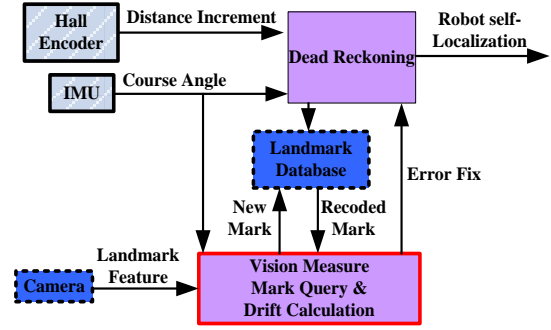 Hall
Encoder
Distance Increment
Dead Reckoning
Robot self-
Localization
IMU
Course Angle
Landmark
Database
Error Fix
New
Mark
Recoded
Mark
Camera
Landmark
Feature
Vision Measure
Mark Query &
Drift Calculation